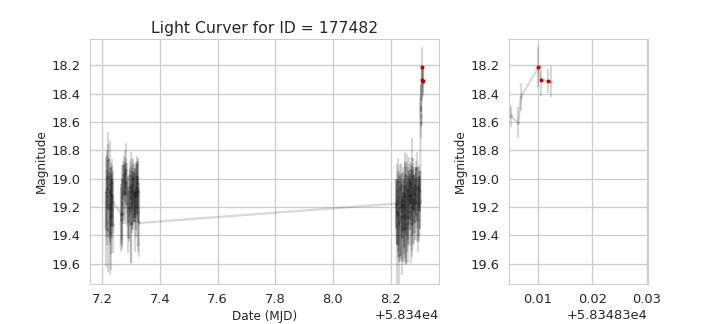 Light Curver for ID = 177482
Magnitude
18.2
18.4
18.6
18.8
19.0
19.2
19.4
19.6
7.2 7.4 7.6 7.8 8.0 8.2
Date (MJD)
+5.834e4
Magnitude
18.2
18.4
18.6
18.8
19.0
19.2
19.4
19.6
0.01 0.02 0.03
+5.83483e4